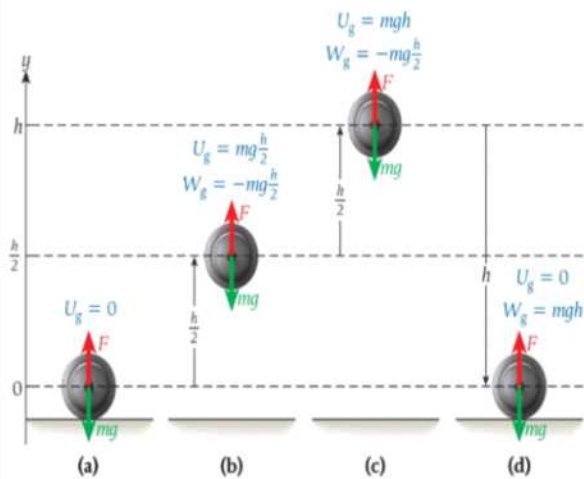 U_g = mgh
W_g = −mg h/2
y
F
h
U_g = mg h/2
W_g = −mg h/2
mg
h/2
F
h/2
h
U_g = 0
W_g = mgh
U_g = 0
mg
h/2
F
F
0
mg
mg
(a) (b) (c) (d)